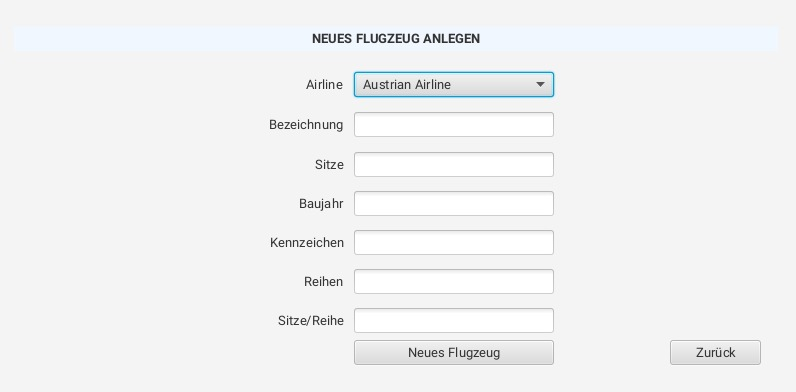 NEUES FLUGZEUG ANLEGEN
Airline Austrian Airline
Bezeichnung
Sitze
Baujahr
Kennzeichen
Reihen
Sitze/Reihe
Neues Flugzeug Zurück